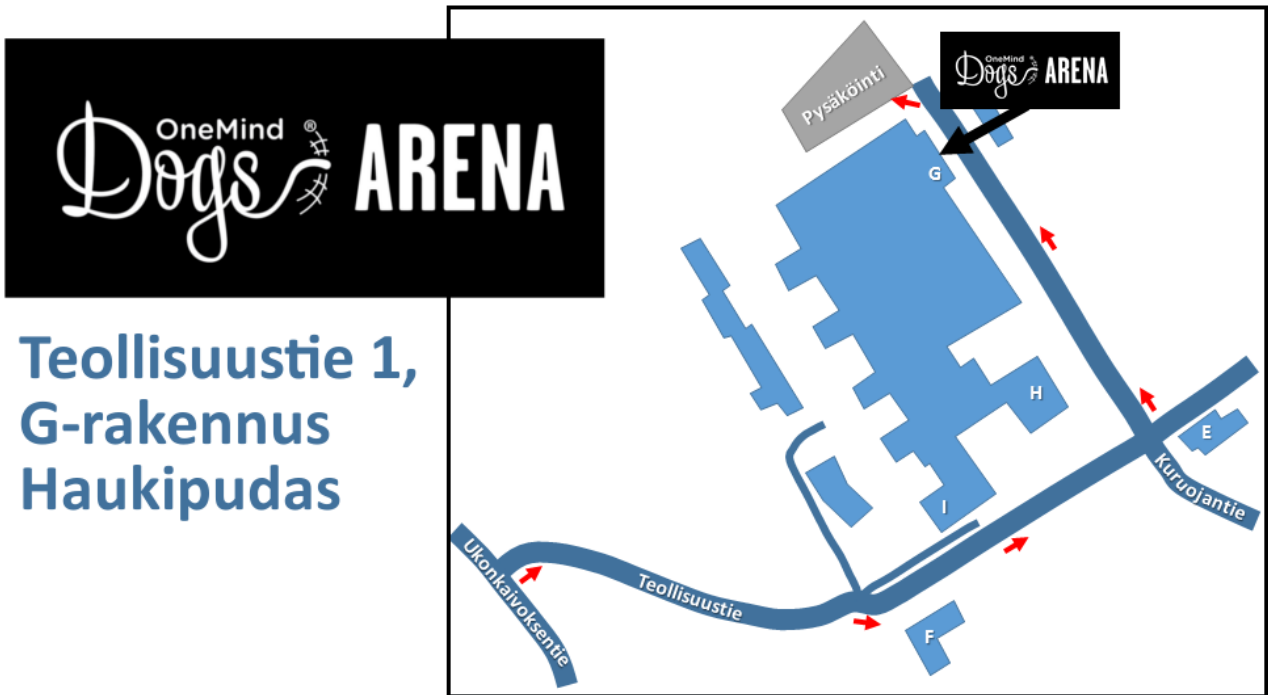 OneMind ®
Dogs ARENA
Teollisuustie 1,
G-rakennus
Haukipudas
OneMind
Dogs ARENA
Pysäköinti
G
H
E
I
Kuruojantie
Ukonkaivoksentie
Teollisuustie
F